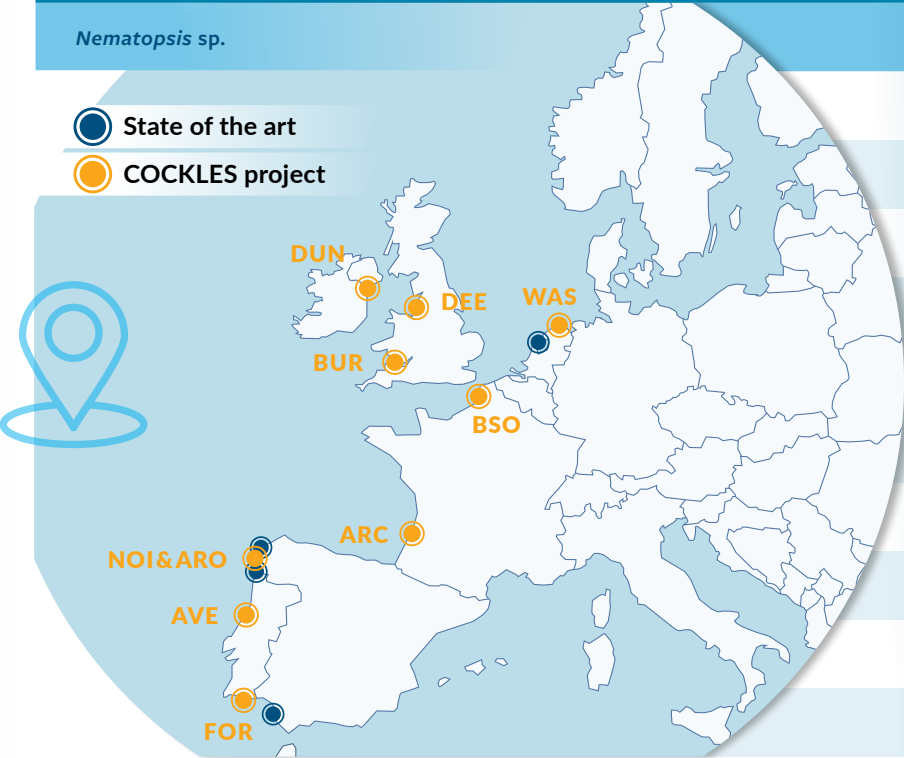 Nematopsis sp.
State of the art
COCKLES project
DUN
DEE
WAS
BUR
BSO
ARC
NOI&ARO
AVE
FOR